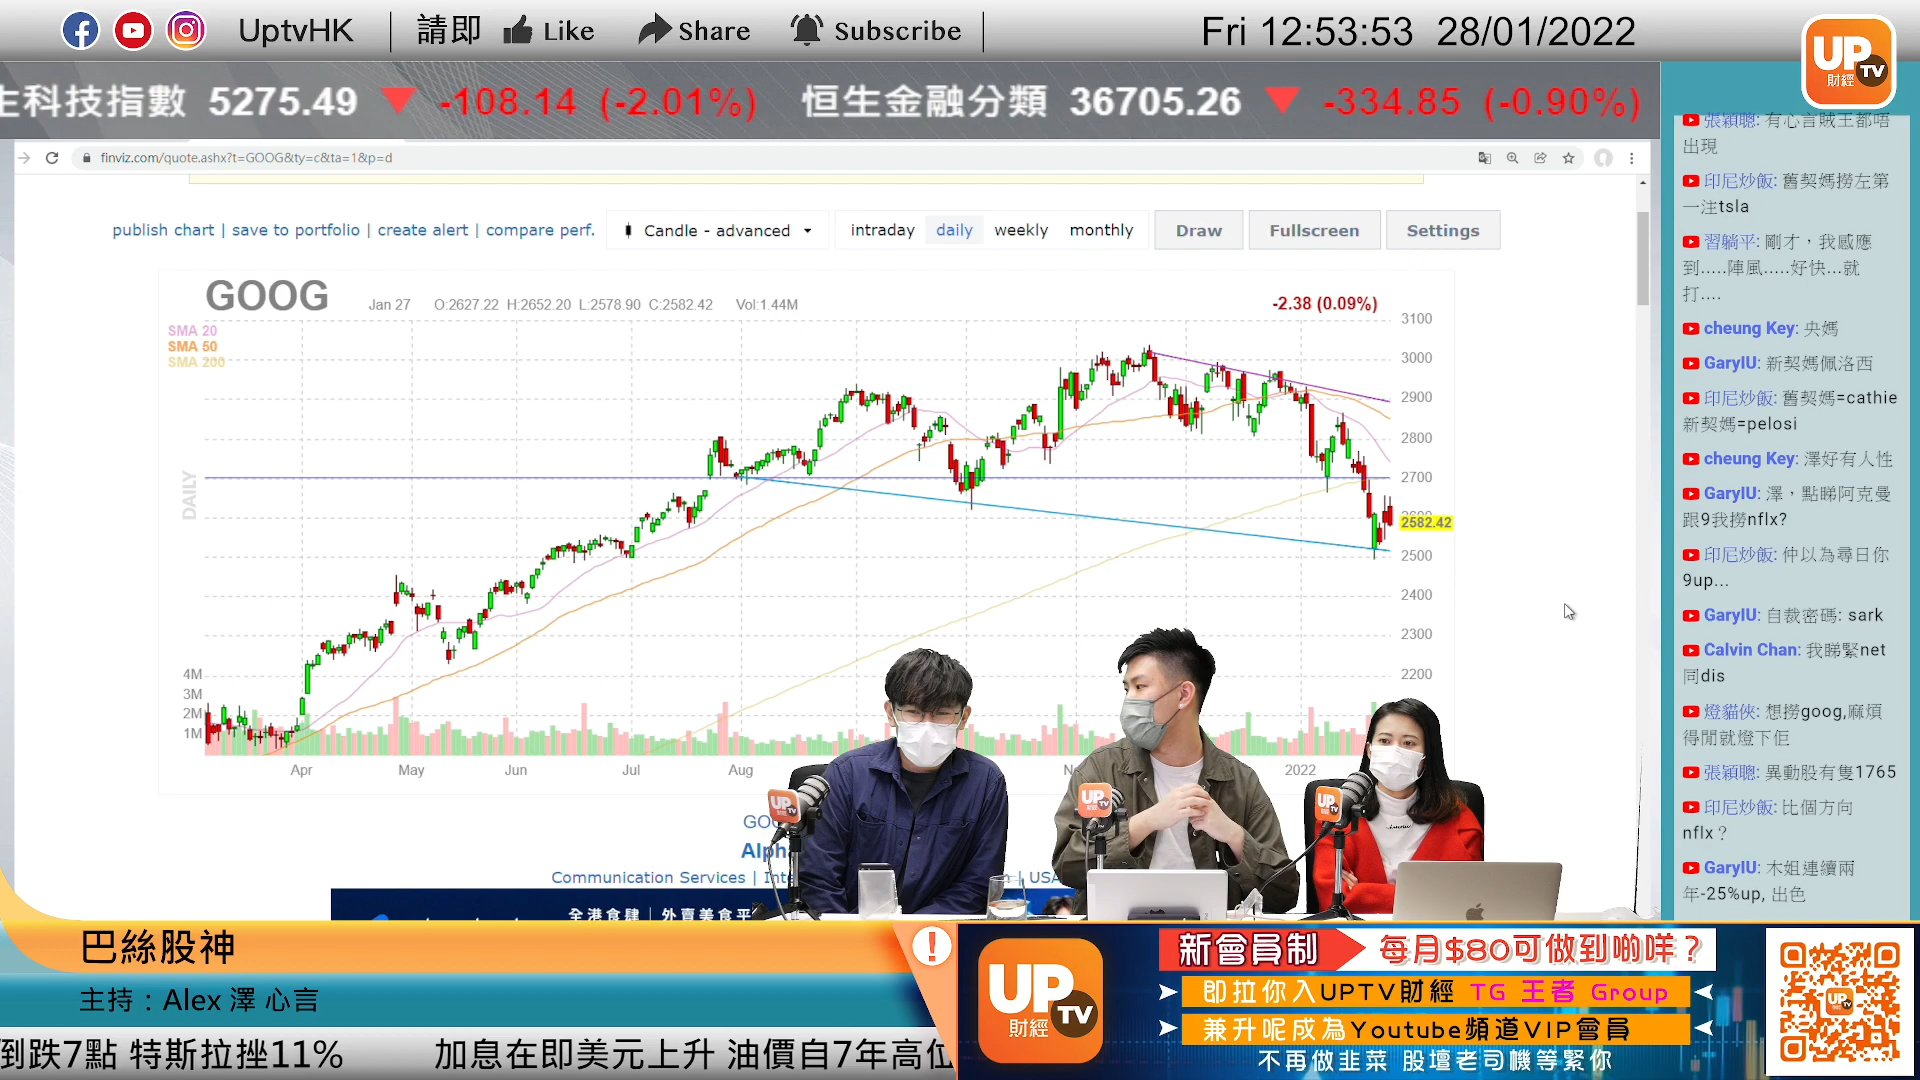 UptvHK 請即 Like Share Subscribe Fri 12:53:53 28/01/2022
UP TV 財經
生科技指數 5275.49 ▼ -108.14 (-2.01%) 恒生金融分類 36705.26 ▼ -334.85 (-0.90%)
finviz.com/quote.ashx?t=GOOG&ty=c&ta=1&p=d
publish chart | save to portfolio | create alert | compare perf. Candle - advanced intraday daily weekly monthly Draw Fullscreen Settings
GOOG Jan 27 O:2627.22 H:2652.20 L:2578.90 C:2582.42 Vol:1.44M -2.38 (0.09%)
SMA 20
SMA 50
SMA 200
DAILY
3100
3000
2900
2800
2700
2582.42
2500
2400
2300
2200
4M
3M
2M
1M
Apr May Jun Jul Aug 2022
Communication Services | USA
全港食肆｜外賣美食平
張穎聰: 有心言賊王都唔
出現
印尼炒飯: 舊契媽撈左第
一注tsla
習躺平: 剛才，我感應
到.....陣風.....好快...就
打....
cheung Key: 央媽
GaryIU: 新契媽佩洛西
印尼炒飯: 舊契媽=cathie
新契媽=pelosi
cheung Key: 澤好有人性
GaryIU: 澤，點睇阿克曼
跟9我撈nflx?
印尼炒飯: 仲以為尋日你
9up...
GaryIU: 自裁密碼: sark
Calvin Chan: 我睇緊net
同dis
燈貓俠: 想撈goog,麻煩
得閒就燈下佢
張穎聰: 異動股有隻1765
印尼炒飯: 比個方向
nflx？
GaryIU: 木姐連續兩
年-25%up, 出色
巴絲股神
主持：Alex 澤 心言
倒跌7點 特斯拉挫11% 加息在即美元上升 油價自7年高位
UP TV 財經
新會員制 每月$80可做到啲咩？
即拉你入UPTV財經 TG 王者 Group
兼升呢成為Youtube頻道VIP會員
不再做韭菜 股壇老司機等緊你